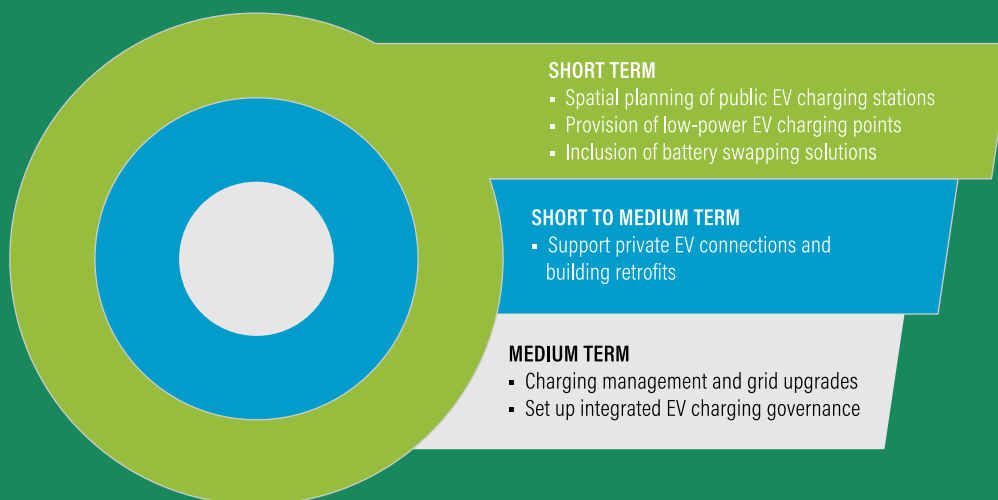 SHORT TERM
▪ Spatial planning of public EV charging stations
▪ Provision of low-power EV charging points
▪ Inclusion of battery swapping solutions
SHORT TO MEDIUM TERM
▪ Support private EV connections and
building retrofits
MEDIUM TERM
▪ Charging management and grid upgrades
▪ Set up integrated EV charging governance